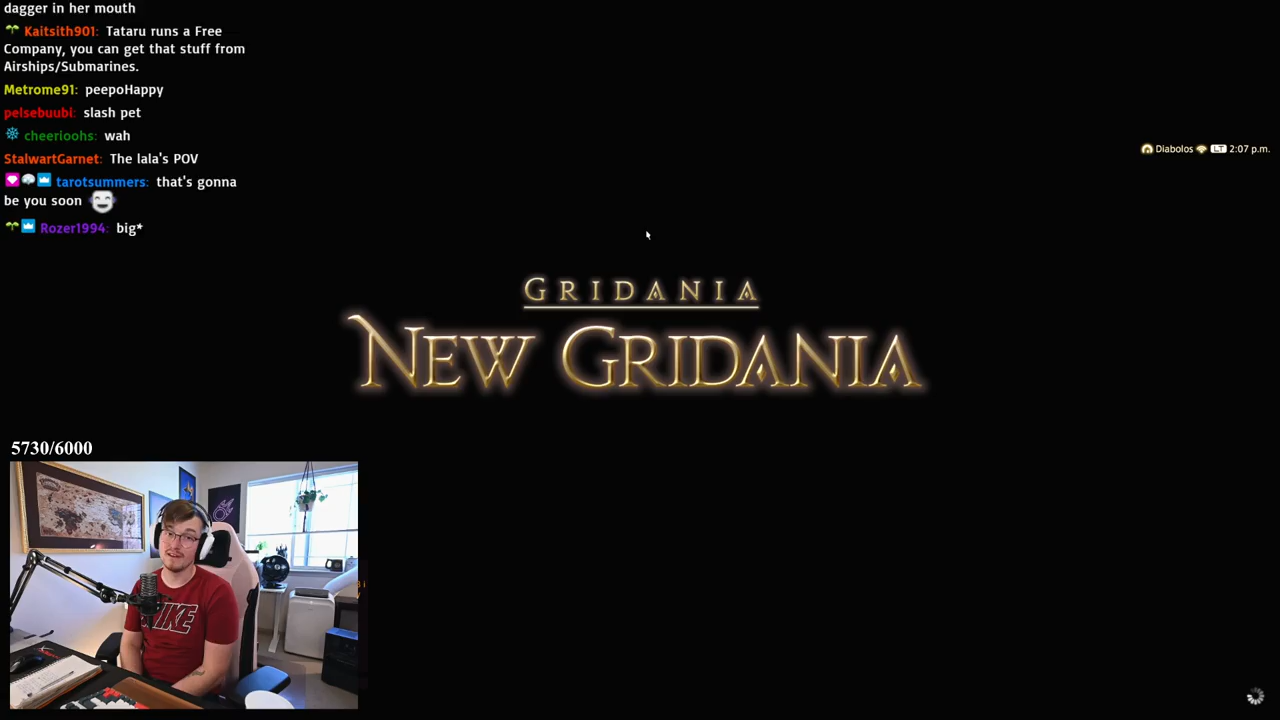 dagger in her mouth
Kaitsith901: Tataru runs a Free
Company, you can get that stuff from
Airships/Submarines.
Metrome91: peepoHappy
pelsebuubi: slash pet
cheerioohs: wah
StalwartGarnet: The lala's POV
tarotsummers: that's gonna
be you soon
Rozer1994: big*
Diabolos LT 2:07 p.m.
GRIDANIA
NEW GRIDANIA
5730/6000
NIKE